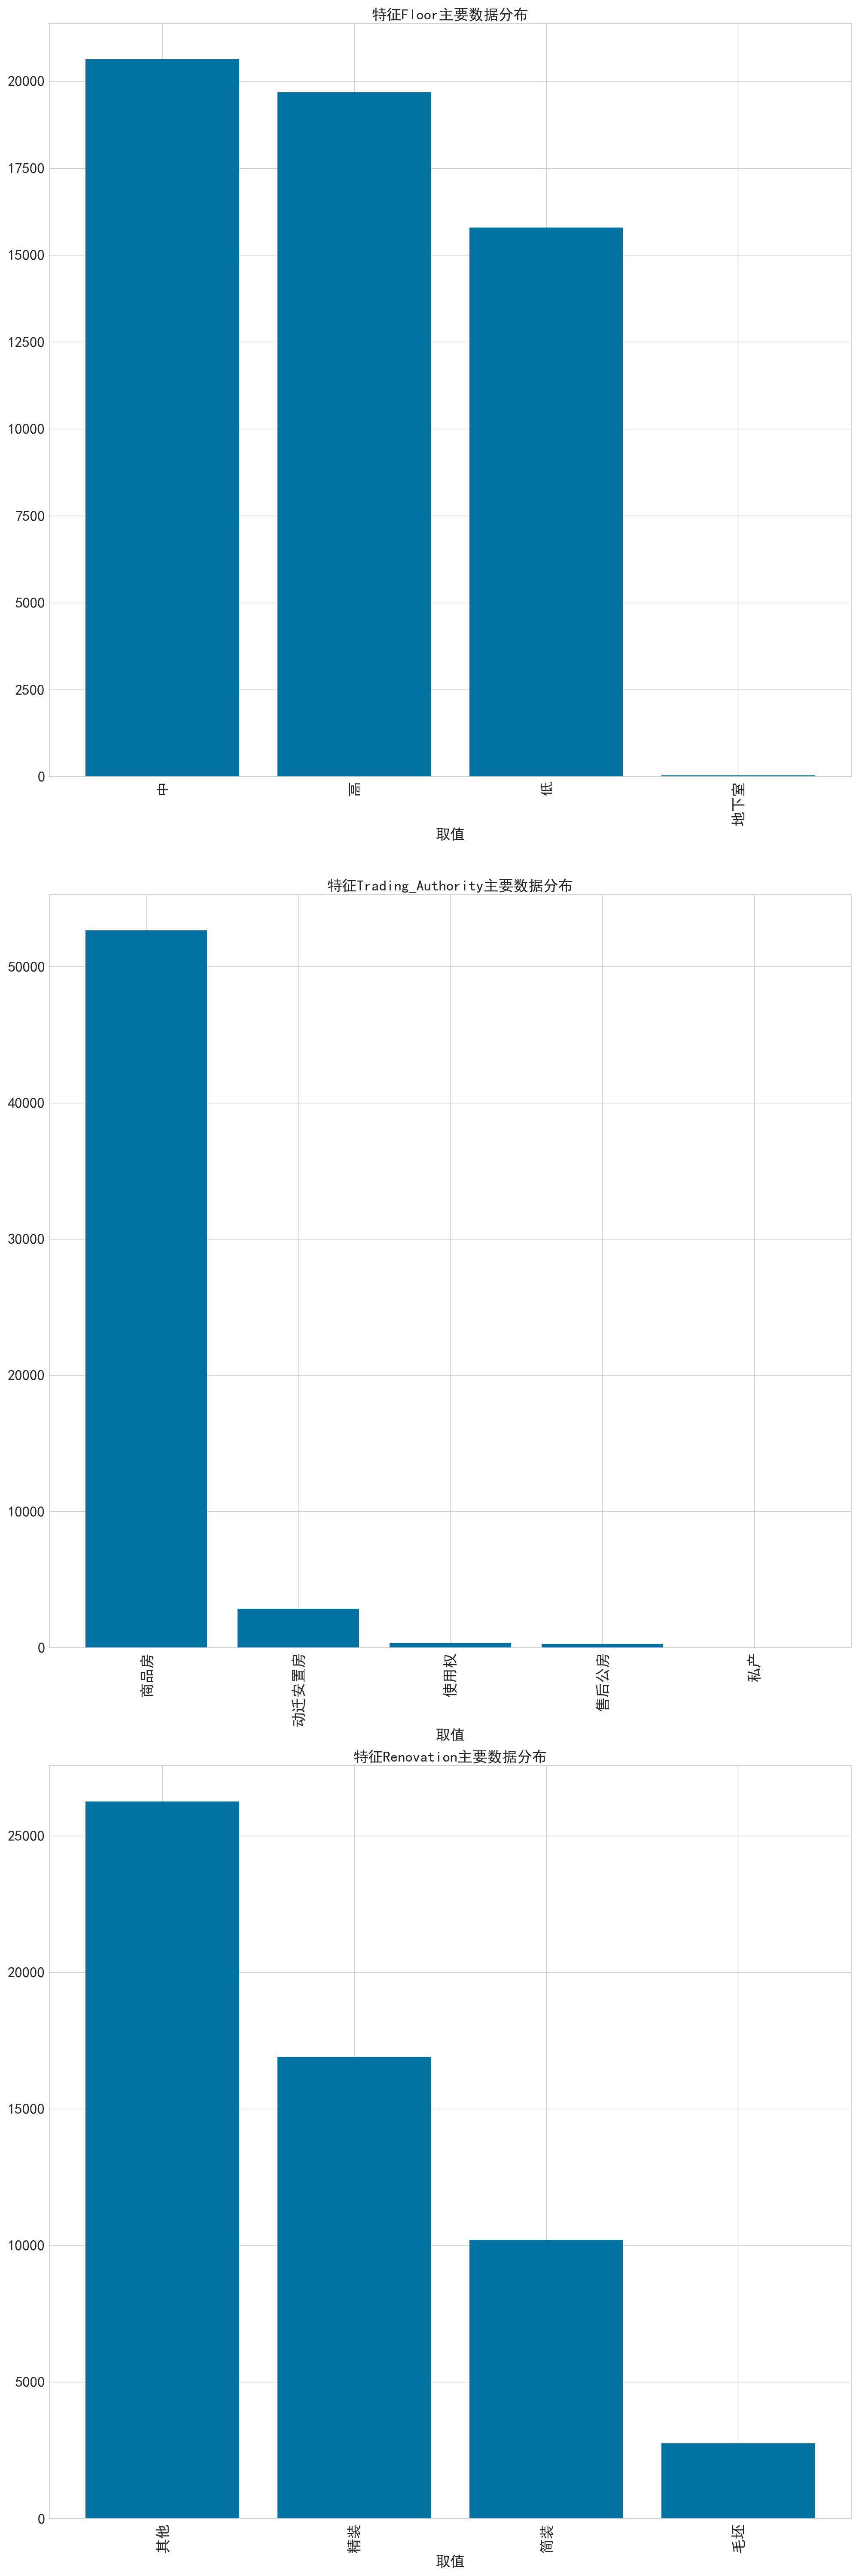 特征Floor主要数据分布
20000
17500
15000
12500
10000
7500
5000
2500
0
中
高
低
地下室
取值
特征Trading_Authority主要数据分布
50000
40000
30000
20000
10000
0
商品房
动迁安置房
使用权
售后公房
私产
取值
特征Renovation主要数据分布
25000
20000
15000
10000
5000
0
其他
精装
简装
毛坯
取值